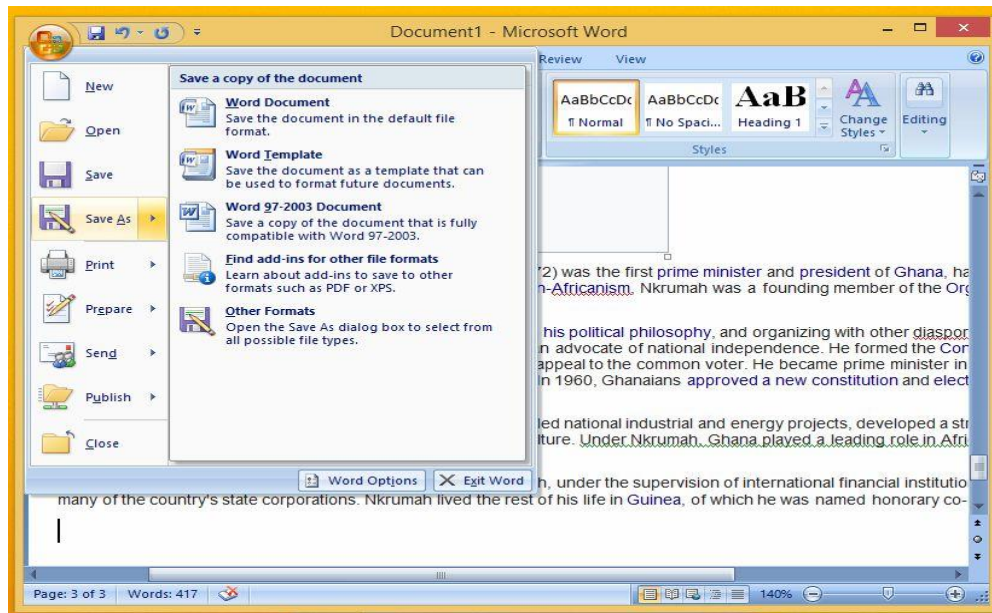 Document1 - Microsoft Word
Review View
New
Open
Save
Save As
Print
Prepare
Send
Publish
Close
Save a copy of the document
Word Document
Save the document in the default file
format.
Word Template
Save the document as a template that can
be used to format future documents.
Word 97-2003 Document
Save a copy of the document that is fully
compatible with Word 97-2003.
Find add-ins for other file formats
Learn about add-ins to save to other
formats such as PDF or XPS.
Other Formats
Open the Save As dialog box to select from
all possible file types.
Word Options Exit Word
AaBbCcDc AaBbCcDc AaB
¶ Normal ¶ No Spaci... Heading 1
Change
Styles
Editing
Styles
72) was the first prime minister and president of Ghana, ha
n-Africanism, Nkrumah was a founding member of the Org
his political philosophy, and organizing with other diaspor
n advocate of national independence. He formed the Con
appeal to the common voter. He became prime minister in
In 1960, Ghanaians approved a new constitution and elect
led national industrial and energy projects, developed a str
lture. Under Nkrumah, Ghana played a leading role in Afri
h, under the supervision of international financial institutio
many of the country's state corporations. Nkrumah lived the rest of his life in Guinea, of which he was named honorary co-
Page: 3 of 3 Words: 417 140%